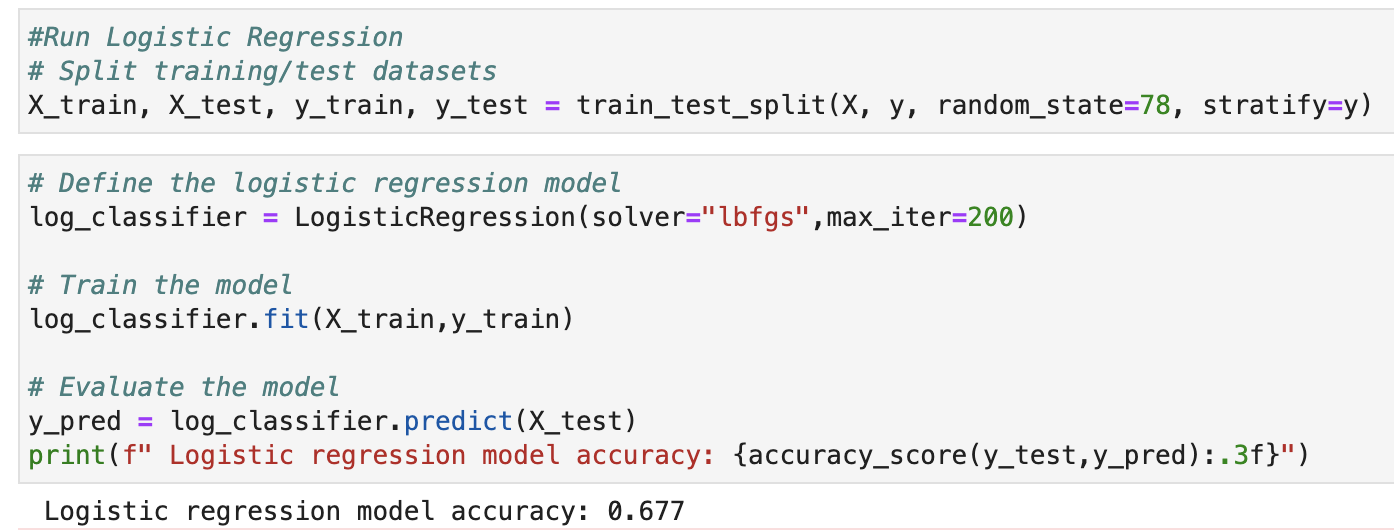 #Run Logistic Regression
# Split training/test datasets
X_train, X_test, y_train, y_test = train_test_split(X, y, random_state=78, stratify=y)
# Define the logistic regression model
log_classifier = LogisticRegression(solver="lbfgs",max_iter=200)
# Train the model
log_classifier.fit(X_train,y_train)
# Evaluate the model
y_pred = log_classifier.predict(X_test)
print(f" Logistic regression model accuracy: {accuracy_score(y_test,y_pred):.3f}")
Logistic regression model accuracy: 0.677